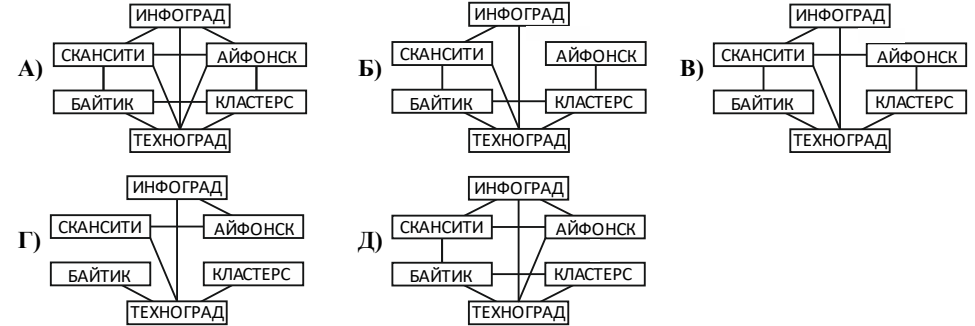 ИНФОГРАД ИНФОГРАД ИНФОГРАД
А) СКАНСИТИ АЙФОНСК Б) СКАНСИТИ АЙФОНСК В) СКАНСИТИ АЙФОНСК
БАЙТИК КЛАСТЕРС БАЙТИК КЛАСТЕРС БАЙТИК КЛАСТЕРС
ТЕХНОГРАД ТЕХНОГРАД ТЕХНОГРАД
ИНФОГРАД ИНФОГРАД
Г) СКАНСИТИ АЙФОНСК Д) СКАНСИТИ АЙФОНСК
БАЙТИК КЛАСТЕРС БАЙТИК КЛАСТЕРС
ТЕХНОГРАД ТЕХНОГРАД